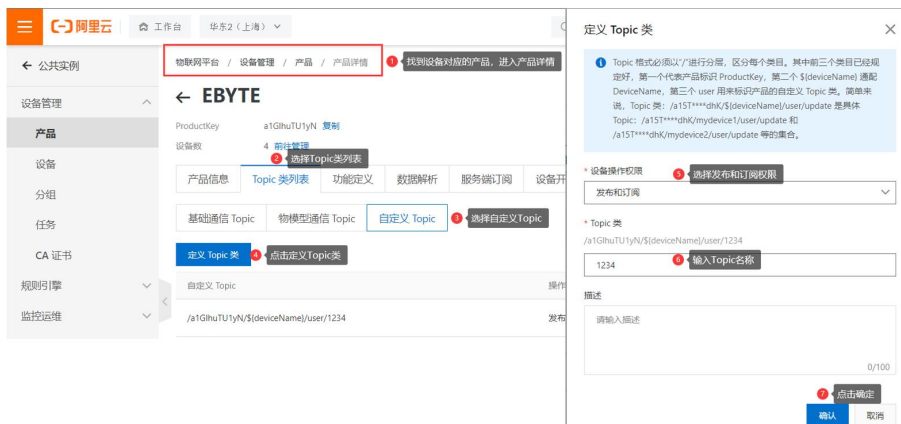 阿里云
工作台
华东2（上海）
公共实例
设备管理
产品
设备
分组
任务
CA 证书
规则引擎
监控运维
物联网平台 / 设备管理 / 产品 / 产品详情
1 找到设备对应的产品，进入产品详情
EBYTE
ProductKey a1GIhuTU1yN 复制
设备数 4 前往管理
2 选择Topic类列表
产品信息 Topic 类列表 功能定义 数据解析 服务端订阅 设备开
基础通信 Topic 物模型通信 Topic 自定义 Topic 3 选择自定义Topic
定义 Topic 类 4 点击定义Topic类
自定义 Topic 操作
/a1GIhuTU1yN/${deviceName}/user/1234 发布
定义 Topic 类
Topic 格式必须以“/”进行分层，区分每个类目。其中前三个类目已经规
定好，第一个代表产品标识 ProductKey，第二个 ${deviceName} 通配
DeviceName，第三个 user 用来标识产品的自定义 Topic 类。简单来
说，Topic 类：/a15T****dhK/${deviceName}/user/update 是具体
Topic：/a15T****dhK/mydevice1/user/update 和
/a15T****dhK/mydevice2/user/update 等的集合。
* 设备操作权限
5 选择发布和订阅权限
发布和订阅
* Topic 类
/a1GIhuTU1yN/${deviceName}/user/1234
6 输入Topic名称
1234
描述
请输入描述
0/100
7 点击确定
确认 取消